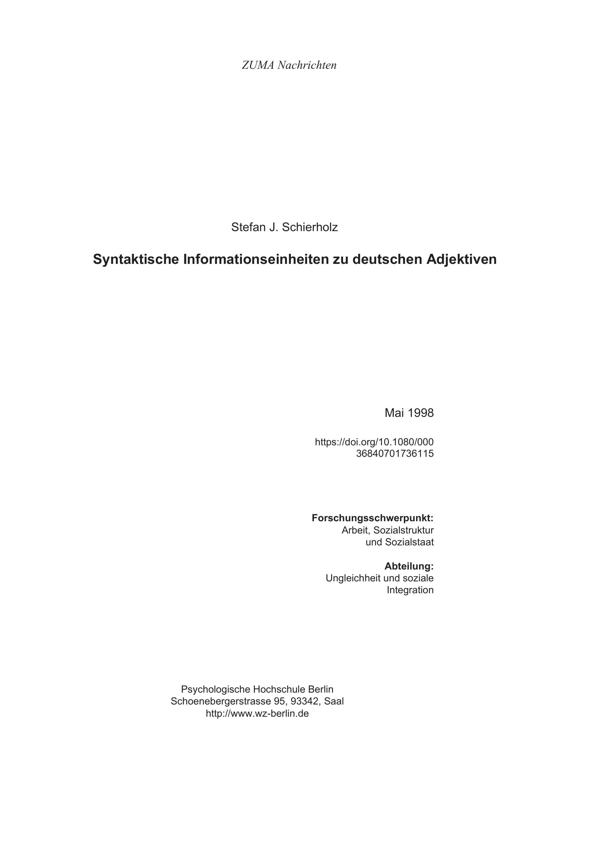 ZUMA Nachrichten
Stefan J. Schierholz
Syntaktische Informationseinheiten zu deutschen Adjektiven
Mai 1998
https://doi.org/10.1080/000
36840701736115
Forschungsschwerpunkt:
Arbeit, Sozialstruktur
und Sozialstaat
Abteilung:
Ungleichheit und soziale
Integration
Psychologische Hochschule Berlin
Schoenebergerstrasse 95, 93342, Saal
http://www.wz-berlin.de